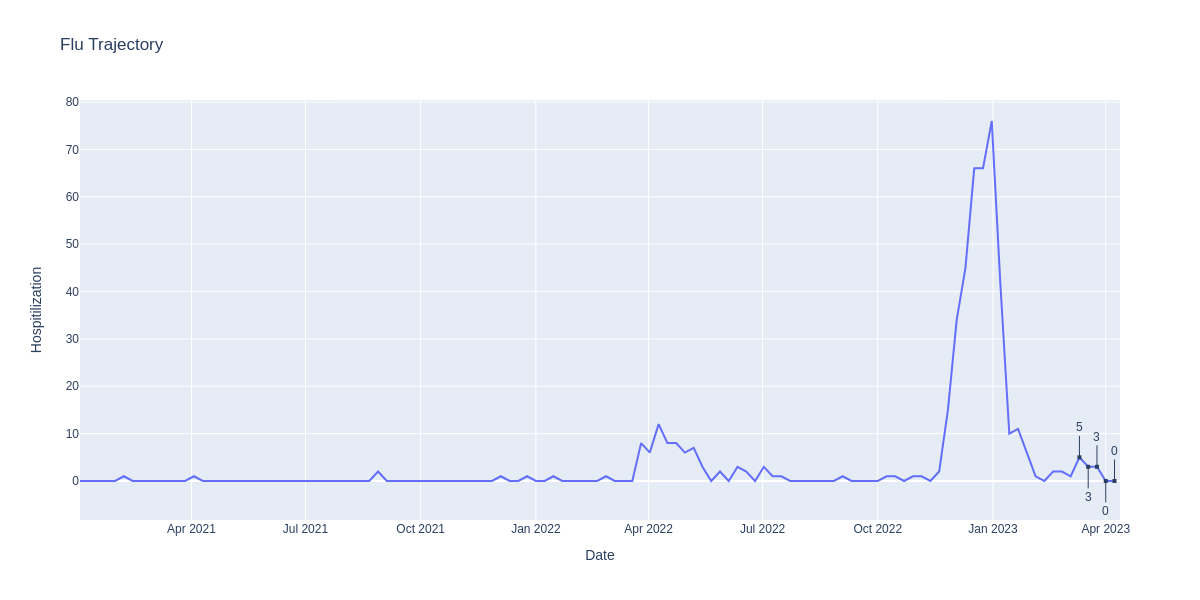 Flu Trajectory
80
70
60
50
40
30
20
10
0
Hospitilization
5
3
3
0
0
Apr 2021
Jul 2021
Oct 2021
Jan 2022
Apr 2022
Jul 2022
Oct 2022
Jan 2023
Apr 2023
Date